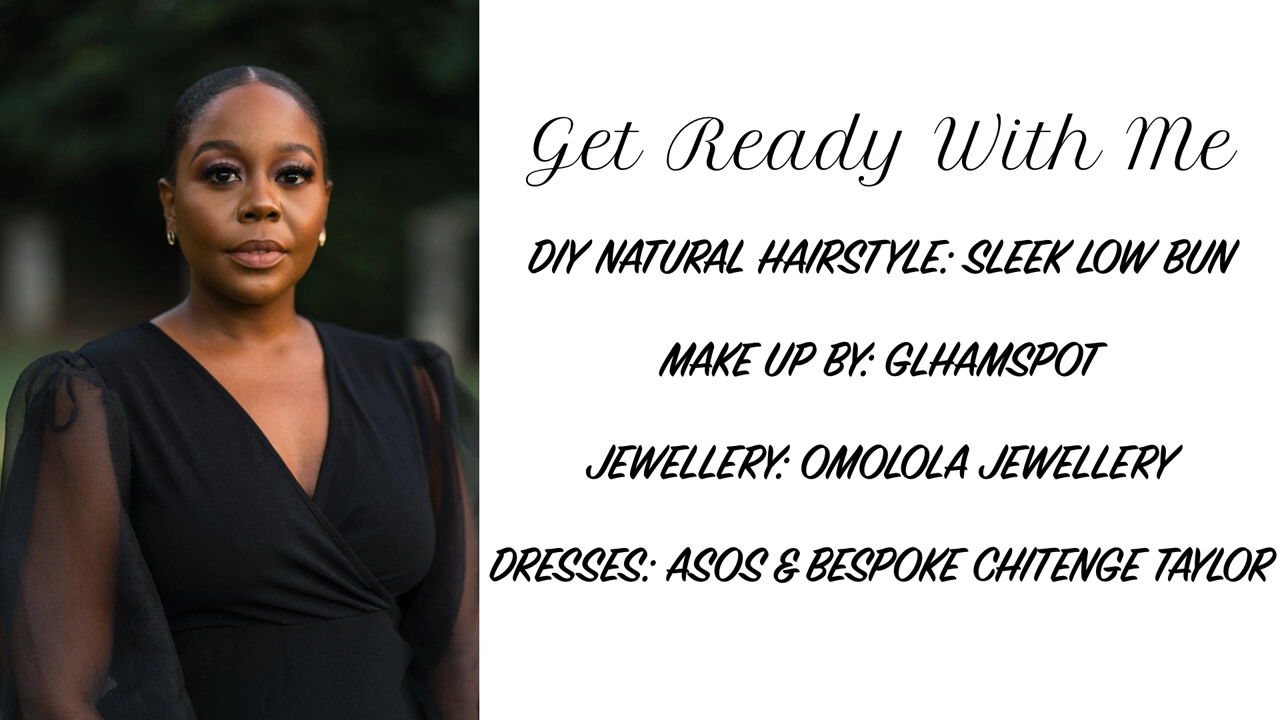 Get Ready With Me
DIY NATURAL HAIRSTYLE: SLEEK LOW BUN
MAKE UP BY: GLHAMSPOT
JEWELLERY: OMOLOLA JEWELLERY
DRESSES: ASOS & BESPOKE CHITENGE TAYLOR